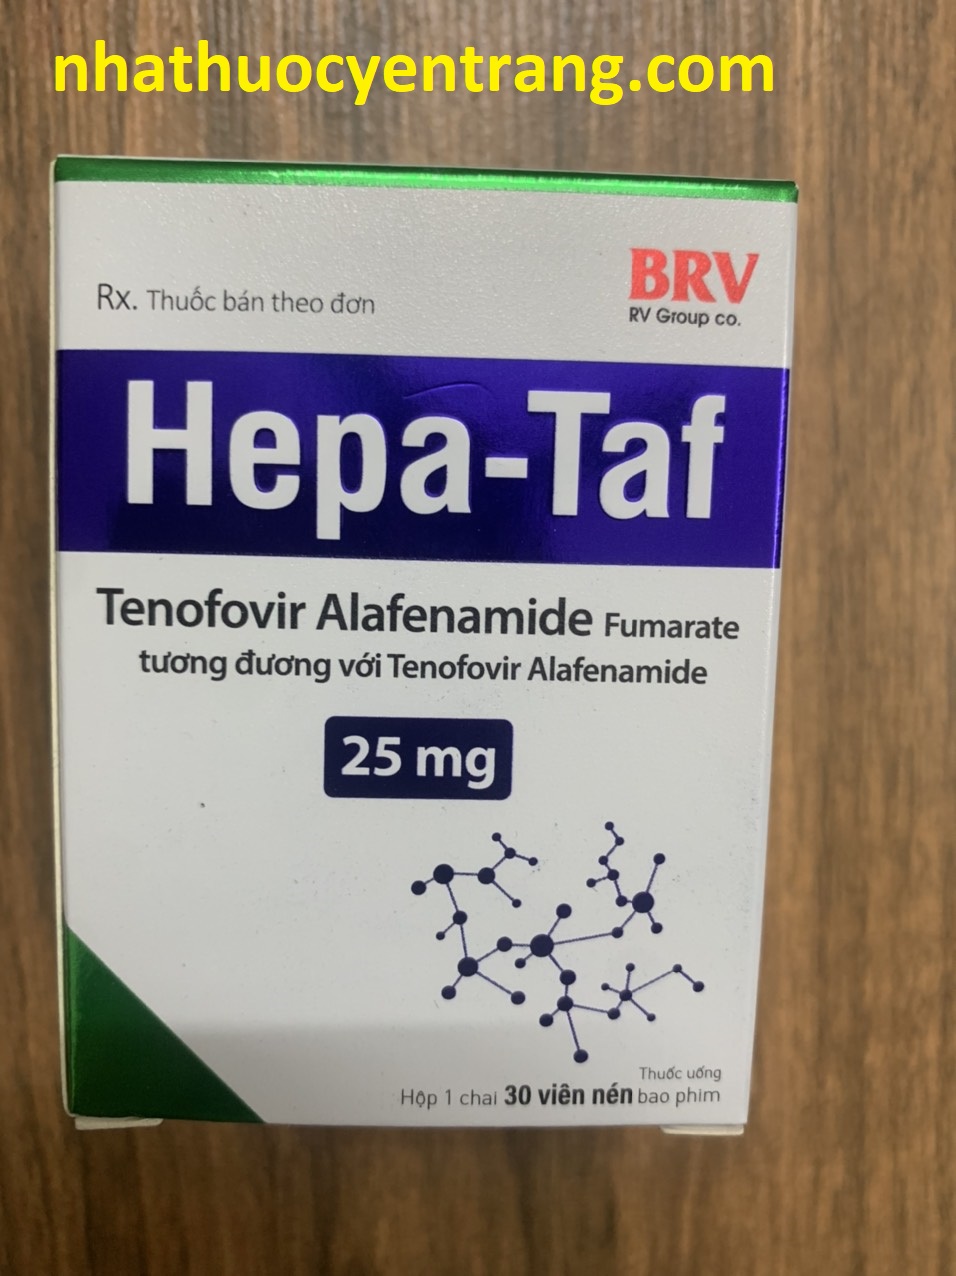 nhathuocyentrang.com
BRV
RV Group co.
Rx. Thuốc bán theo đơn
Hepa-Taf
Tenofovir Alafenamide Fumarate
tương đương với Tenofovir Alafenamide
25 mg
Thuốc uống
Hộp 1 chai 30 viên nén bao phim